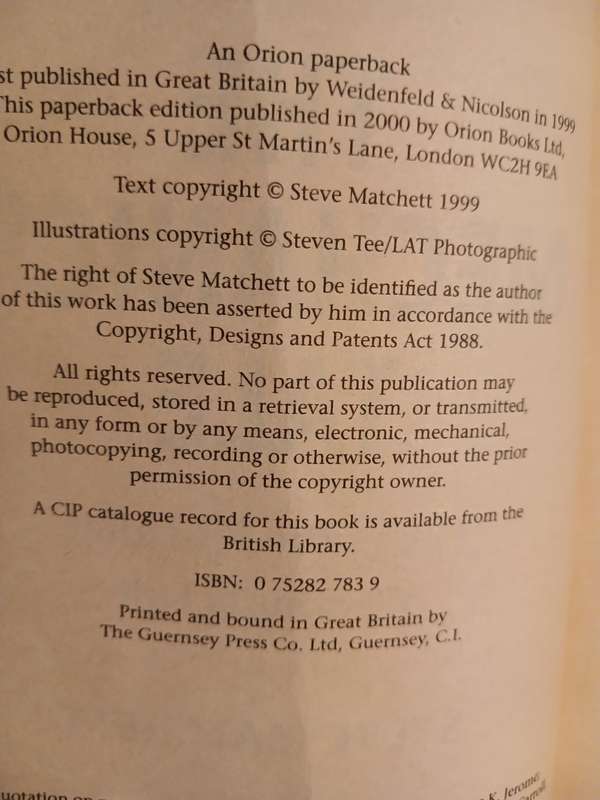 An Orion paperback
st published in Great Britain by Weidenfeld & Nicolson in 1999
This paperback edition published in 2000 by Orion Books Ltd,
Orion House, 5 Upper St Martin's Lane, London WC2H 9EA
Text copyright © Steve Matchett 1999
Illustrations copyright © Steven Tee/LAT Photographic
The right of Steve Matchett to be identified as the author
of this work has been asserted by him in accordance with the
Copyright, Designs and Patents Act 1988.
All rights reserved. No part of this publication may
be reproduced, stored in a retrieval system, or transmitted,
in any form or by any means, electronic, mechanical,
photocopying, recording or otherwise, without the prior
permission of the copyright owner.
A CIP catalogue record for this book is available from the
British Library.
ISBN: 0 75282 783 9
Printed and bound in Great Britain by
The Guernsey Press Co. Ltd, Guernsey, C.I.
uotation on
K. Jerome;